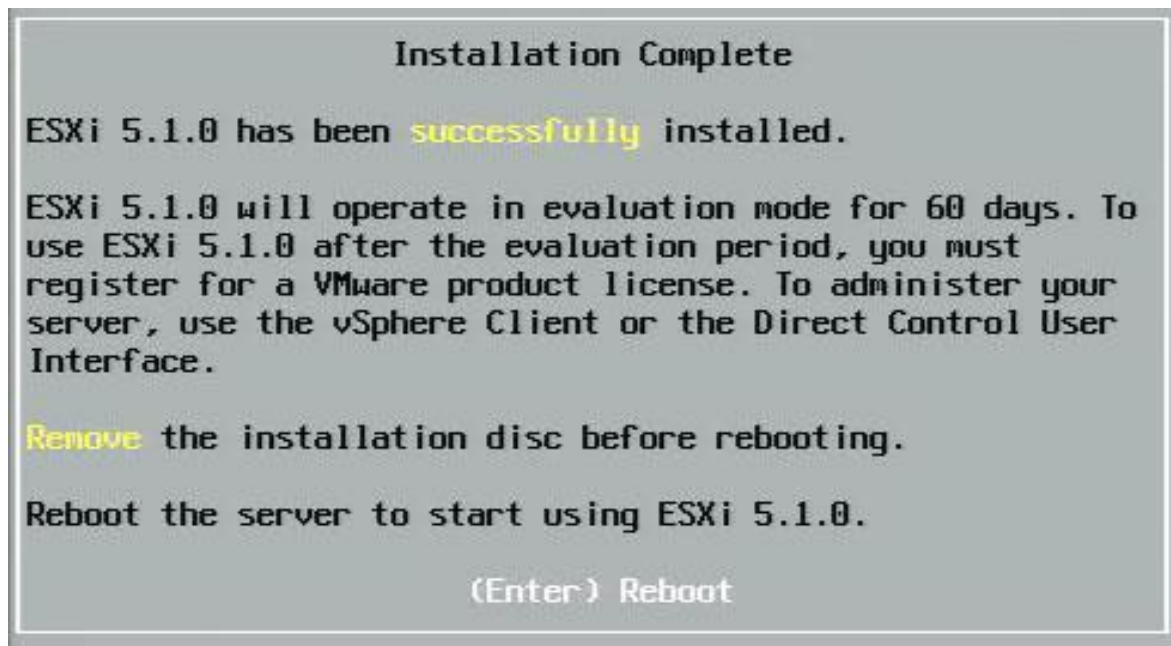 Installation Complete
ESXi 5.1.0 has been successfully installed.
ESXi 5.1.0 will operate in evaluation mode for 60 days. To
use ESXi 5.1.0 after the evaluation period, you must
register for a VMware product license. To administer your
server, use the vSphere Client or the Direct Control User
Interface.
Remove the installation disc before rebooting.
Reboot the server to start using ESXi 5.1.0.
(Enter) Reboot